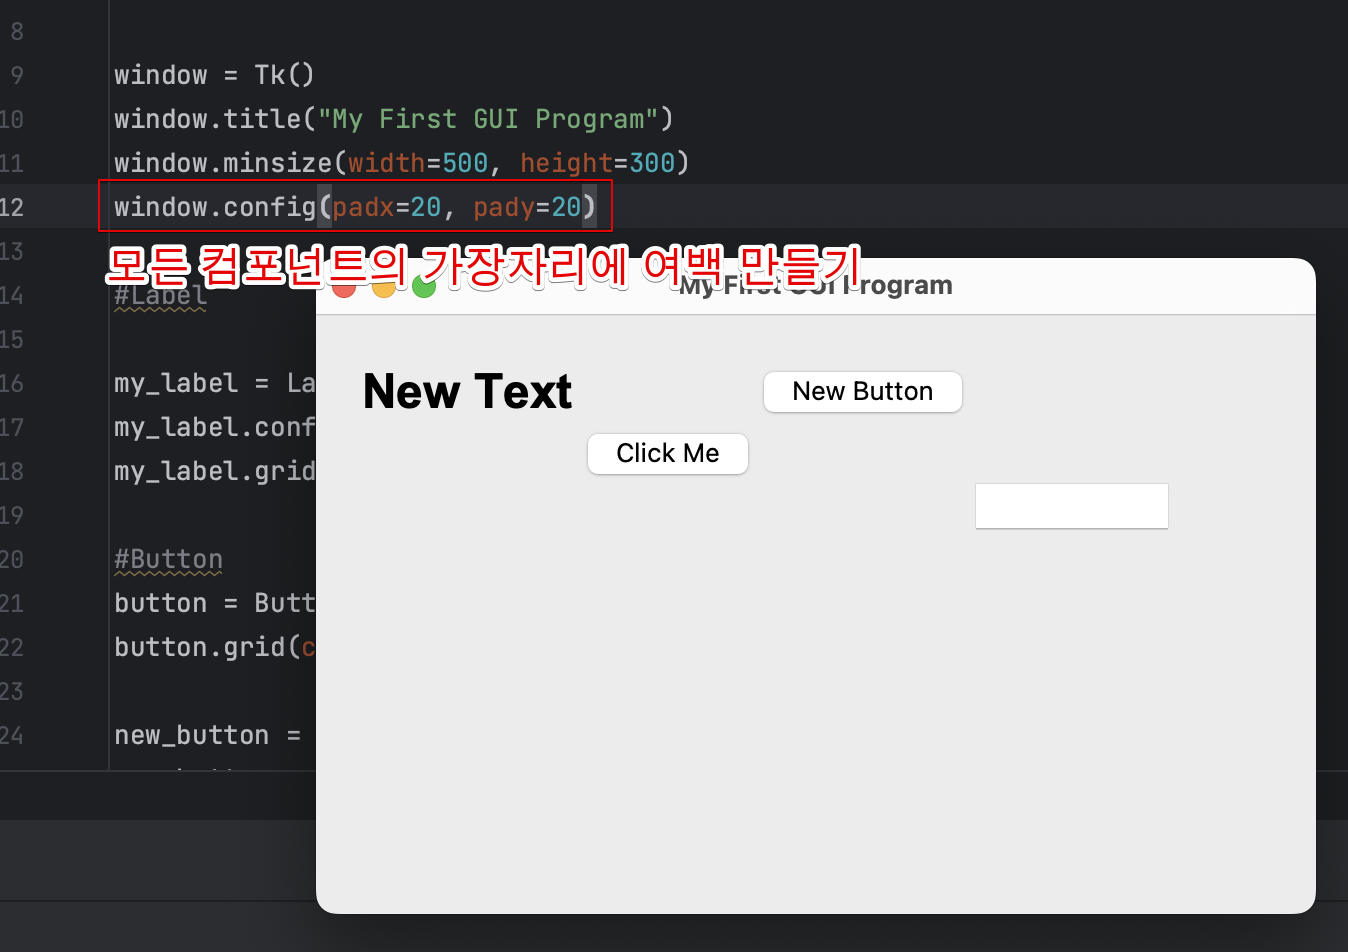 8
9 window = Tk()
10 window.title("My First GUI Program")
11 window.minsize(width=500, height=300)
12 window.config(padx=20, pady=20)
13
모든 컴포넌트의 가장자리에 여백 만들기
14 #Label
My First GUI Program
15
16 my_label = La
17 my_label.conf
18 my_label.grid
19
20 #Button
21 button = Butt
22 button.grid(c
23
24 new_button =
New Text
New Button
Click Me